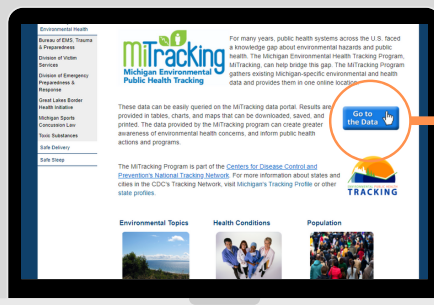 Environmental Health
Bureau of EMS, Trauma
& Preparedness
Division of Victim
Services
Division of Emergency
Preparedness &
Response
Great Lakes Border
Health Initiative
Michigan Sports
Concussion Law
Toxic Substances
Safe Delivery
Safe Sleep
MiTracking
Michigan Environmental
Public Health Tracking
For many years, public health systems across the U.S. faced
a knowledge gap about environmental hazards and public
health. The Michigan Environmental Health Tracking Program,
MiTracking, can help bridge this gap. The MiTracking Program
gathers existing Michigan-specific environmental and health
data and provides them in one online location.
These data can be easily queried on the MiTracking data portal. Results are
provided in tables, charts, and maps that can be downloaded, saved, and
printed. The data provided by the tracking program can create greater
awareness of environmental health concerns, and inform public health
actions and programs.
Go to
the Data
The MiTracking Program is part of the Centers for Disease Control and
Prevention's National Tracking Network. For more information about states and
cities in the CDC's Tracking Network, visit Michigan's Tracking Profile or other
state profiles.
TRACKING
Environmental Topics
Health Conditions
Population